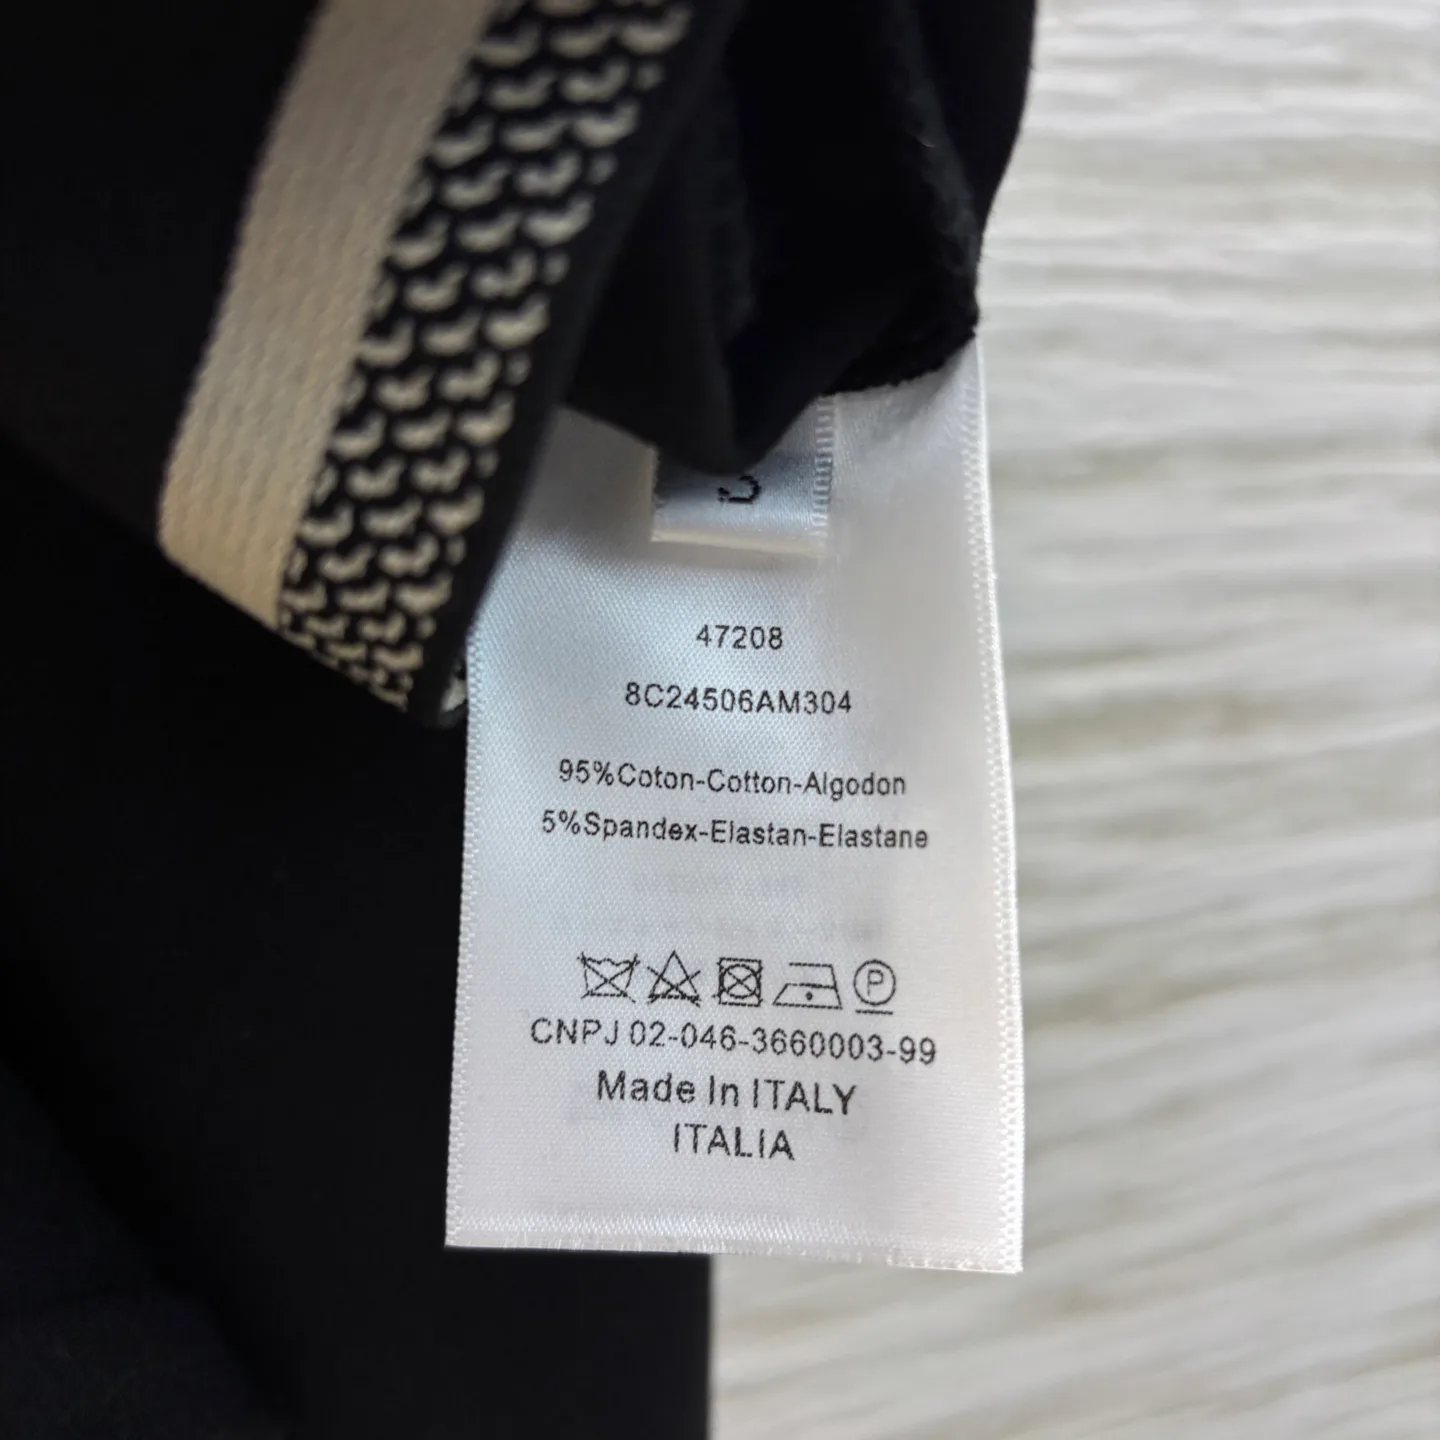 47208
8C24506AM304
95%Coton-Cotton-Algodon
5%Spandex-Elastan-Elastane
P
CNPJ 02-046-3660003-99
Made In ITALY
ITALIA